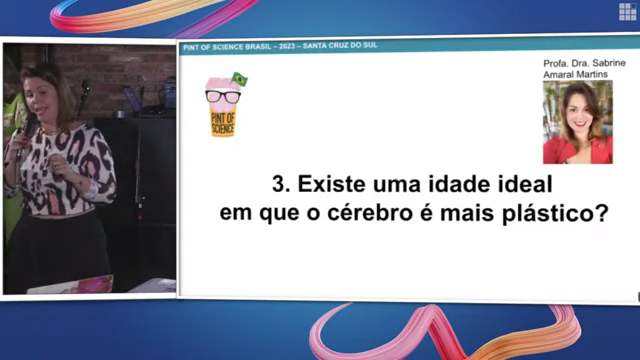 PINT OF SCIENCE BRASIL – 2023 – SANTA CRUZ DO SUL
Profa. Dra. Sabrine
Amaral Martins
PINT OF
SCIENCE
3. Existe uma idade ideal
em que o cérebro é mais plástico?